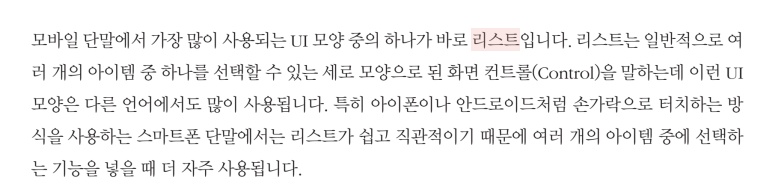 모바일 단말에서 가장 많이 사용되는 UI 모양 중의 하나가 바로 리스트입니다. 리스트는 일반적으로 여
러 개의 아이템 중 하나를 선택할 수 있는 세로 모양으로 된 화면 컨트롤(Control)을 말하는데 이런 UI
모양은 다른 언어에서도 많이 사용됩니다. 특히 아이폰이나 안드로이드처럼 손가락으로 터치하는 방
식을 사용하는 스마트폰 단말에서는 리스트가 쉽고 직관적이기 때문에 여러 개의 아이템 중에 선택하
는 기능을 넣을 때 더 자주 사용됩니다.